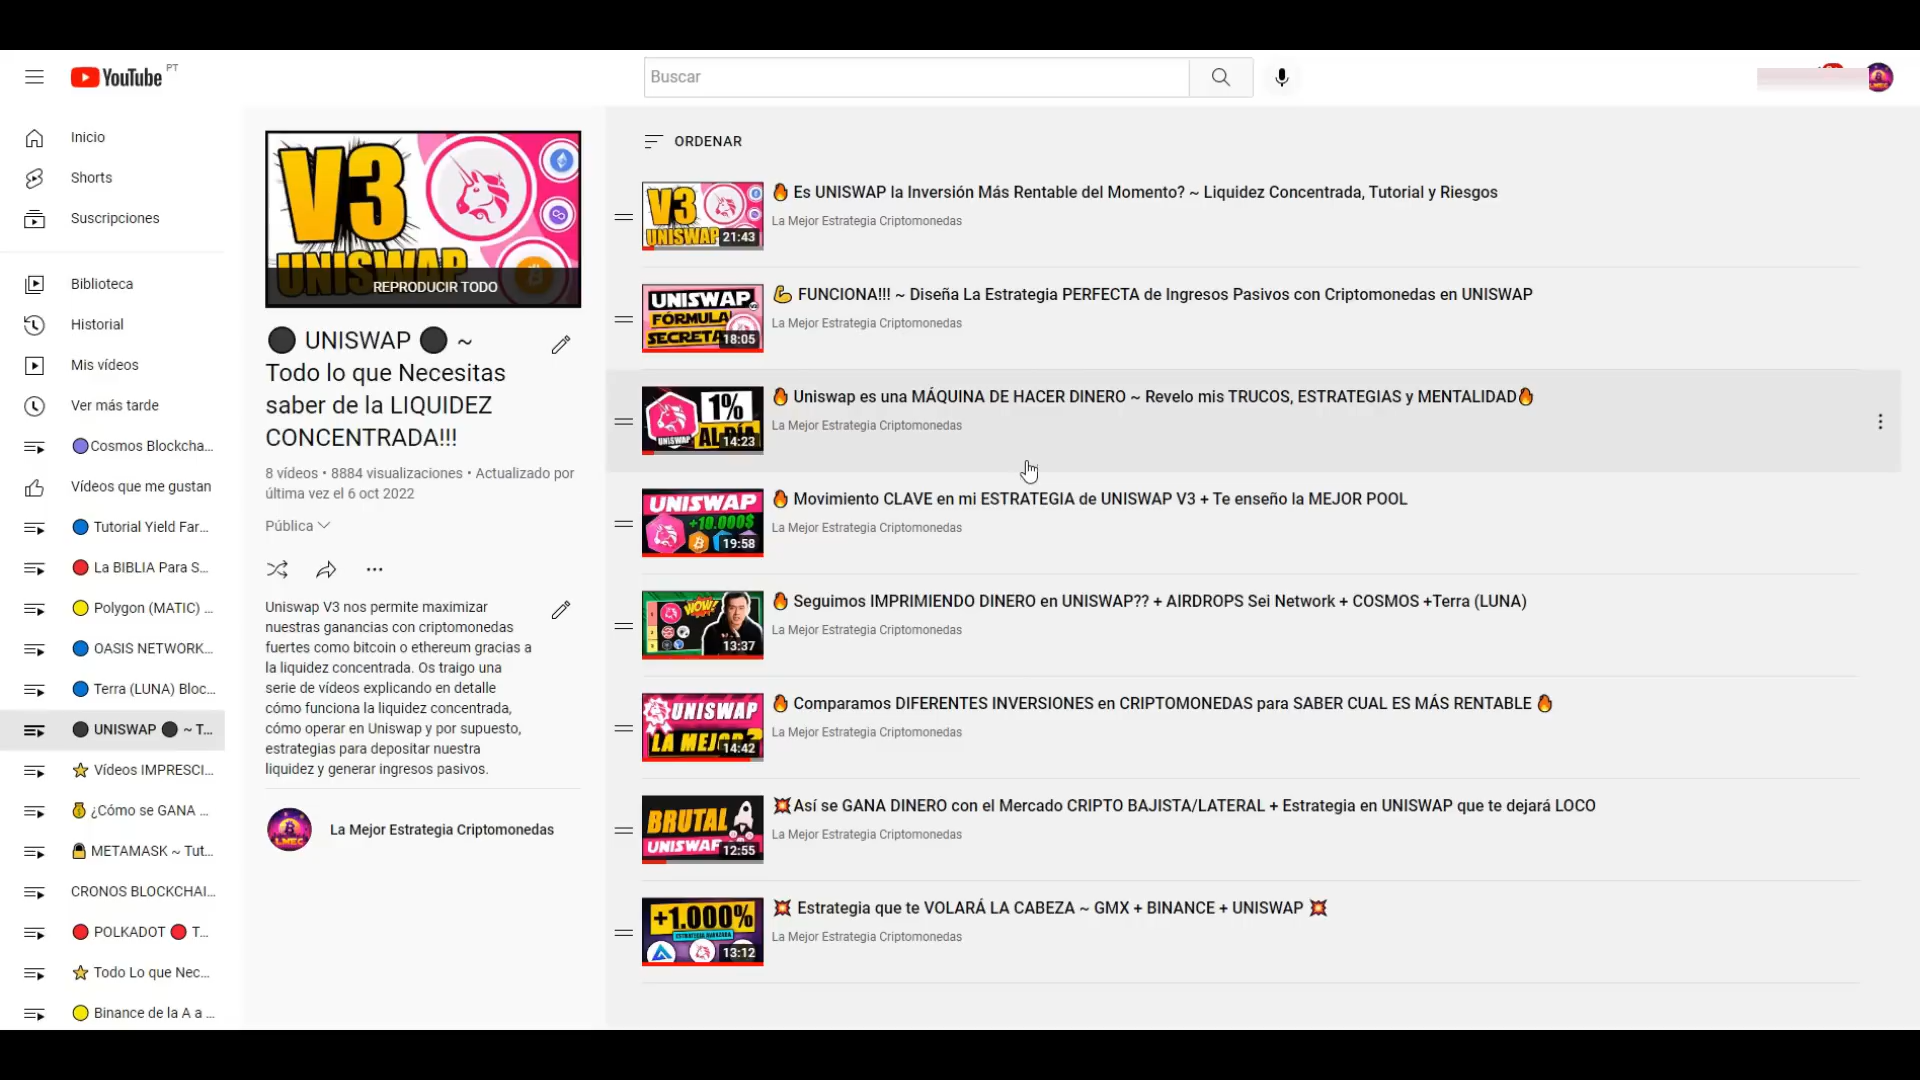 YouTube PT
Buscar
Inicio
Shorts
Suscripciones
Biblioteca
Historial
Mis vídeos
Ver más tarde
Cosmos Blockcha...
Vídeos que me gustan
Tutorial Yield Far...
La BIBLIA Para S...
Polygon (MATIC) ...
OASIS NETWORK...
Terra (LUNA) Bloc...
UNISWAP ~ T...
Vídeos IMPRESCI...
¿Cómo se GANA ...
METAMASK ~ Tut...
CRONOS BLOCKCHAI...
POLKADOT T...
Todo Lo que Nec...
Binance de la A a ...
V3
UNISWAP
REPRODUCIR TODO
UNISWAP ~
Todo lo que Necesitas
saber de la LIQUIDEZ
CONCENTRADA!!!
8 vídeos • 8884 visualizaciones • Actualizado por
última vez el 6 oct 2022
Pública
Uniswap V3 nos permite maximizar
nuestras ganancias con criptomonedas
fuertes como bitcoin o ethereum gracias a
la liquidez concentrada. Os traigo una
serie de vídeos explicando en detalle
cómo funciona la liquidez concentrada,
cómo operar en Uniswap y por supuesto,
estrategias para depositar nuestra
liquidez y generar ingresos pasivos.
La Mejor Estrategia Criptomonedas
ORDENAR
V3
UNISWAP
21:43
🔥 Es UNISWAP la Inversión Más Rentable del Momento? ~ Liquidez Concentrada, Tutorial y Riesgos
La Mejor Estrategia Criptomonedas
UNISWAP
FÓRMULA
SECRETA
18:05
💪 FUNCIONA!!! ~ Diseña La Estrategia PERFECTA de Ingresos Pasivos con Criptomonedas en UNISWAP
La Mejor Estrategia Criptomonedas
1%
UNISWAP
AL DÍA
14:23
🔥 Uniswap es una MÁQUINA DE HACER DINERO ~ Revelo mis TRUCOS, ESTRATEGIAS y MENTALIDAD🔥
La Mejor Estrategia Criptomonedas
UNISWAP
+10.000$
19:58
🔥 Movimiento CLAVE en mi ESTRATEGIA de UNISWAP V3 + Te enseño la MEJOR POOL
La Mejor Estrategia Criptomonedas
WOW!
13:37
🔥 Seguimos IMPRIMIENDO DINERO en UNISWAP?? + AIRDROPS Sei Network + COSMOS +Terra (LUNA)
La Mejor Estrategia Criptomonedas
UNISWAP
LA MEJOR?
14:42
🔥 Comparamos DIFERENTES INVERSIONES en CRIPTOMONEDAS para SABER CUAL ES MÁS RENTABLE 🔥
La Mejor Estrategia Criptomonedas
BRUTAL
UNISWAP
12:55
💥Así se GANA DINERO con el Mercado CRIPTO BAJISTA/LATERAL + Estrategia en UNISWAP que te dejará LOCO
La Mejor Estrategia Criptomonedas
+1.000%
ESTRATEGIA AVANZADA
13:12
💥 Estrategia que te VOLARÁ LA CABEZA ~ GMX + BINANCE + UNISWAP 💥
La Mejor Estrategia Criptomonedas